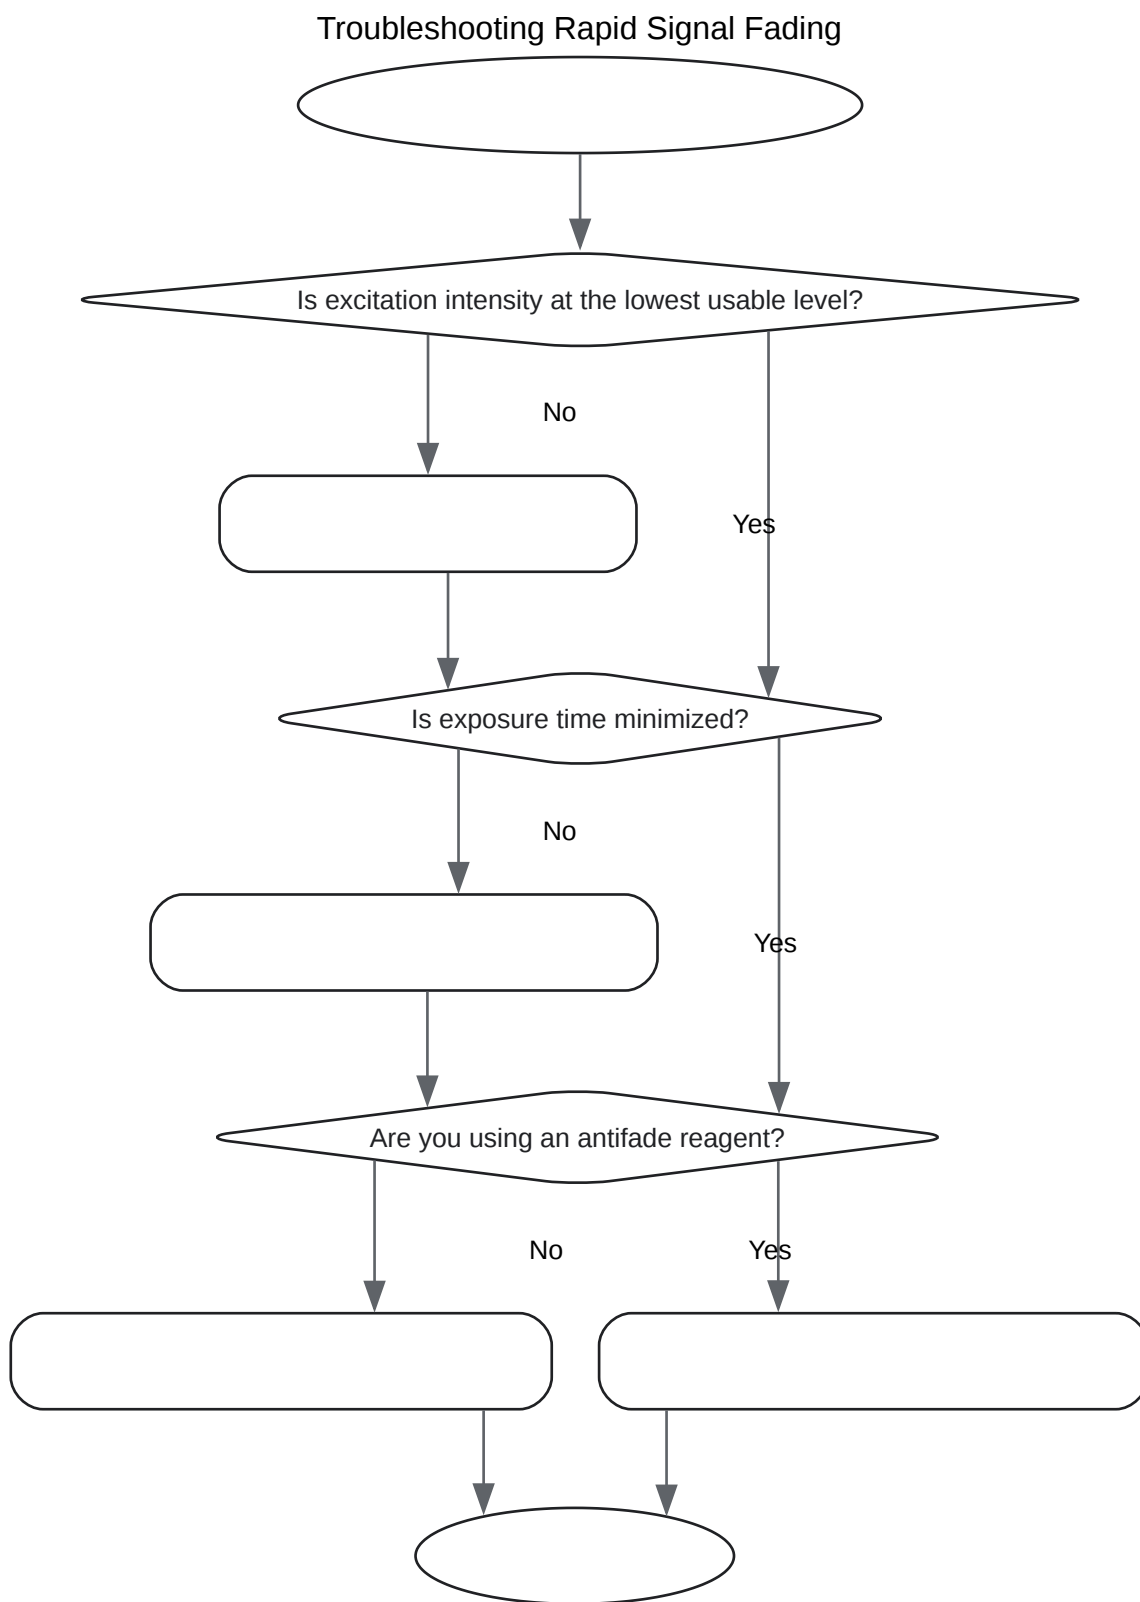 Troubleshooting Rapid Signal Fading
Is excitation intensity at the lowest usable level?
No
Yes
Is exposure time minimized?
No
Yes
Are you using an antifade reagent?
No
Yes